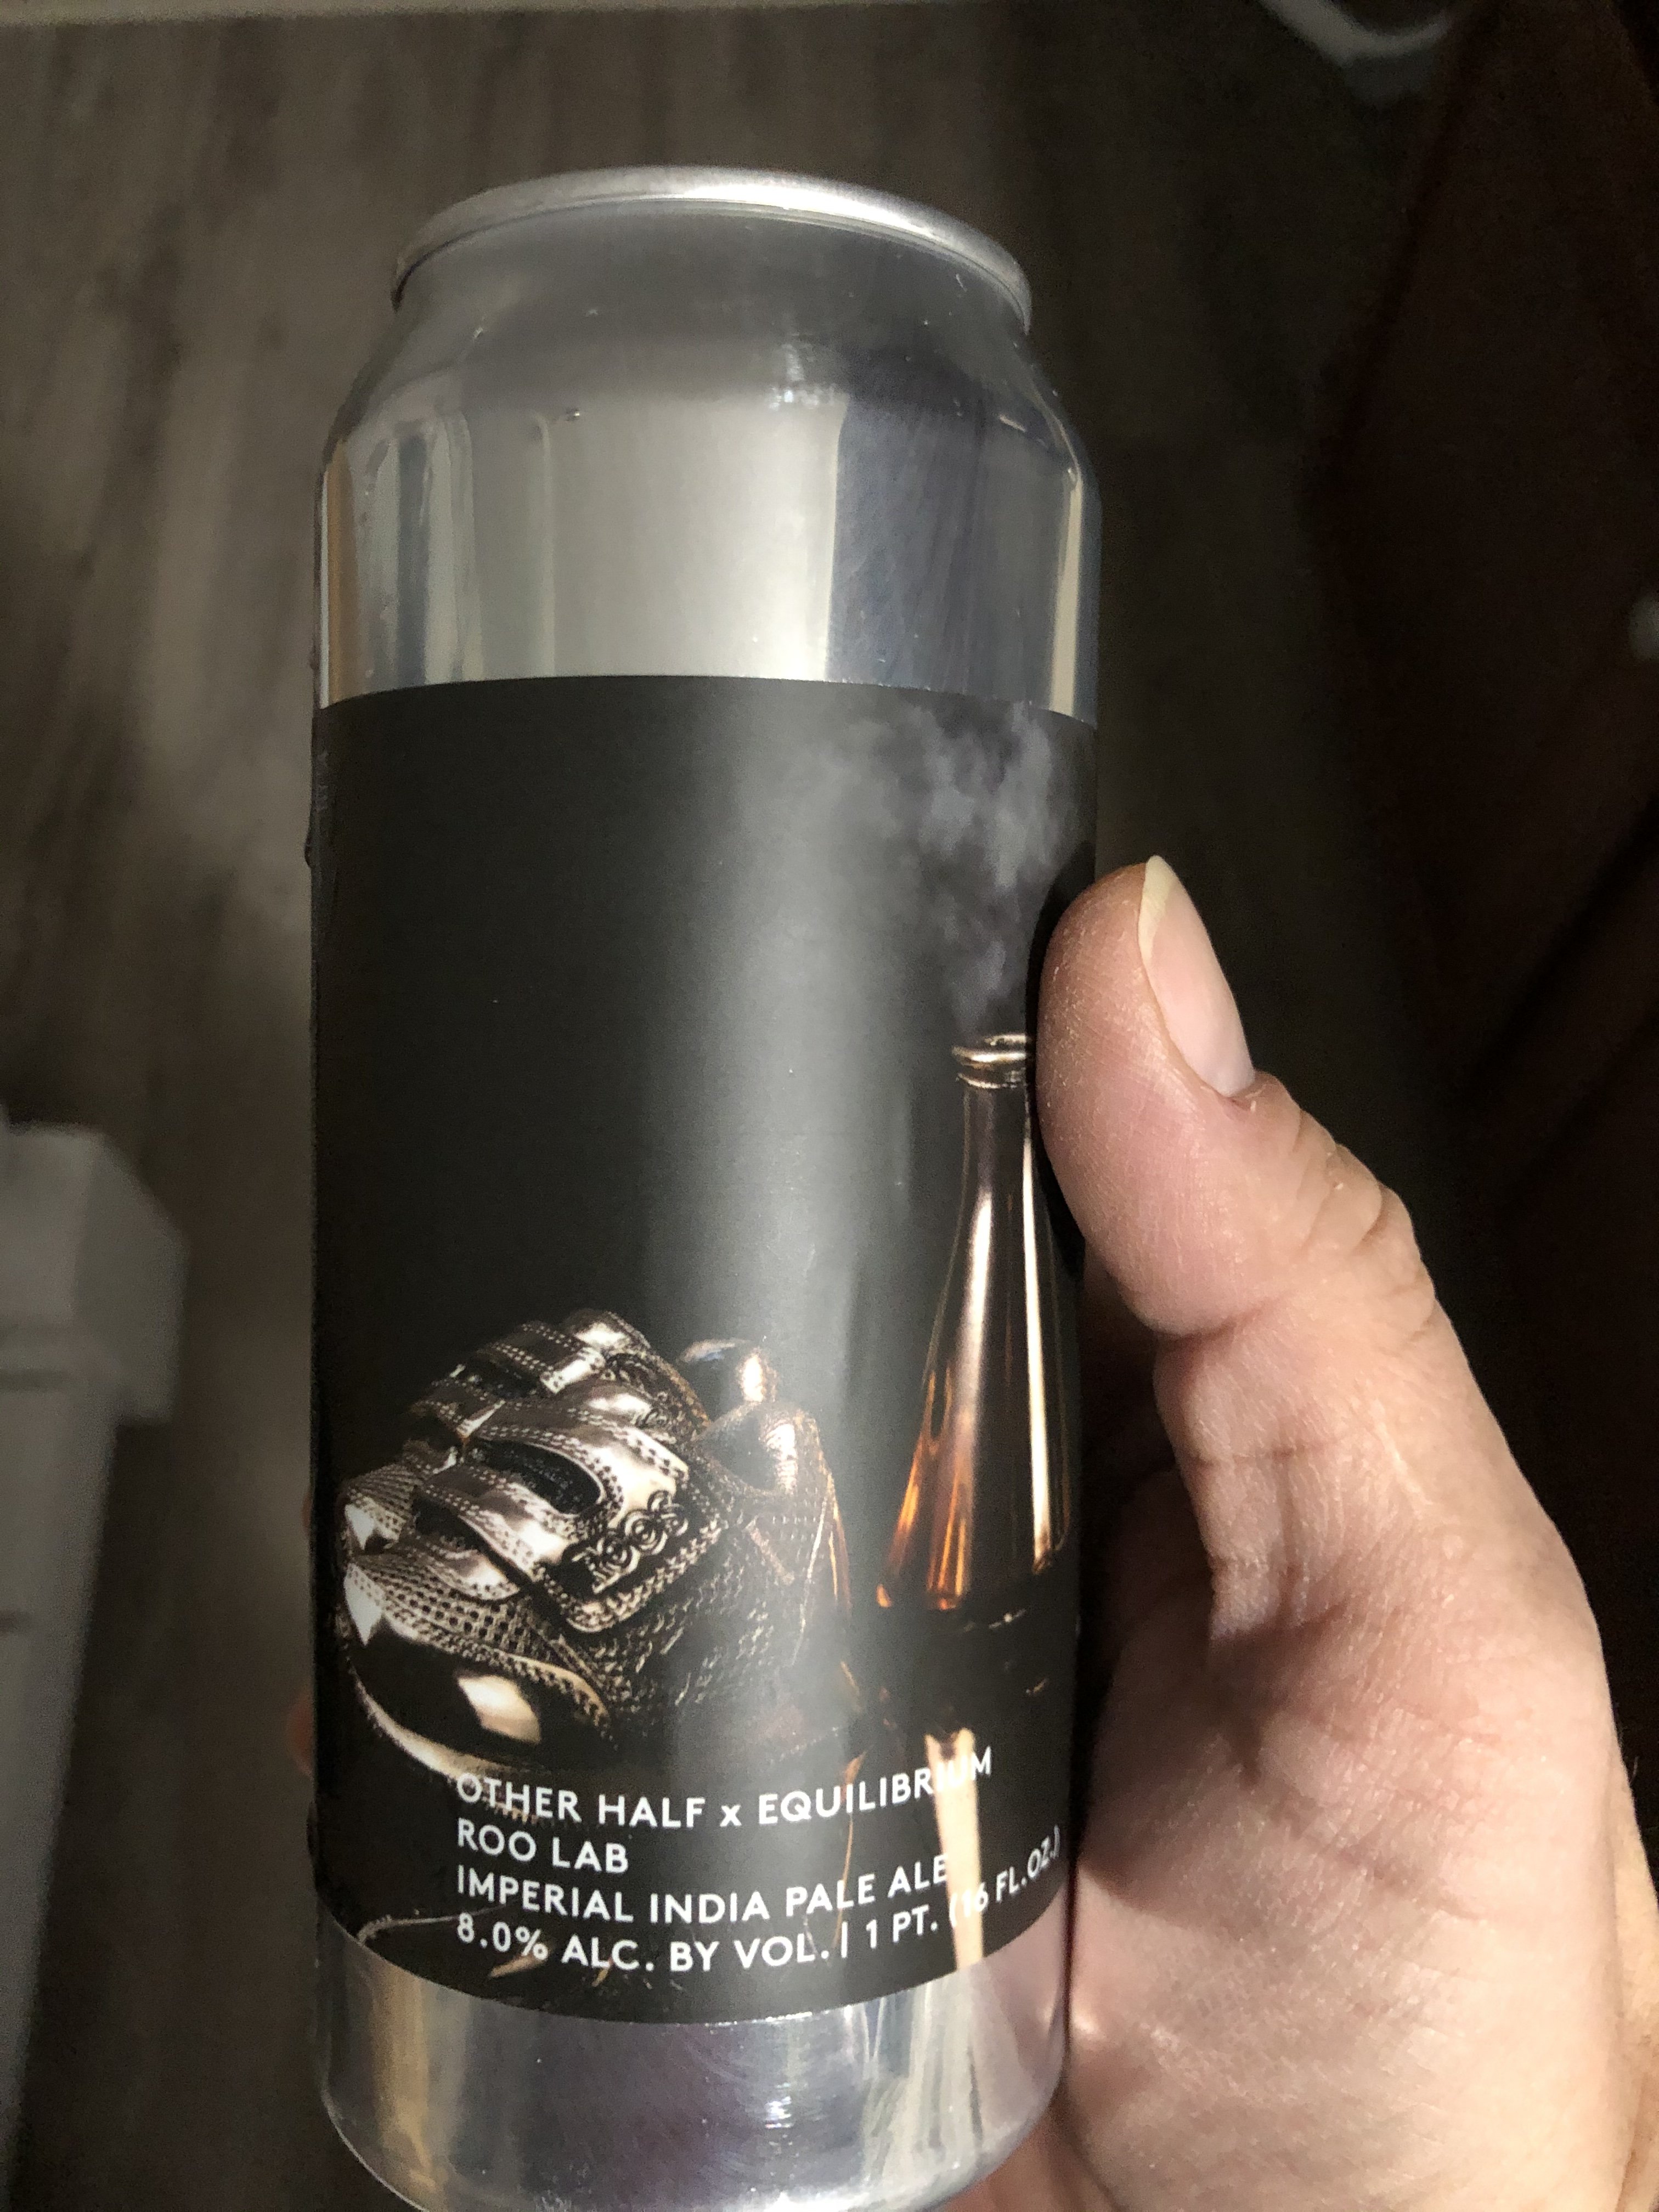 ROOS
OTHER HALF x EQUILIBRIUM
ROO LAB
IMPERIAL INDIA PALE ALE
8.0% ALC. BY VOL. | 1 PT. (16 FL.OZ.)